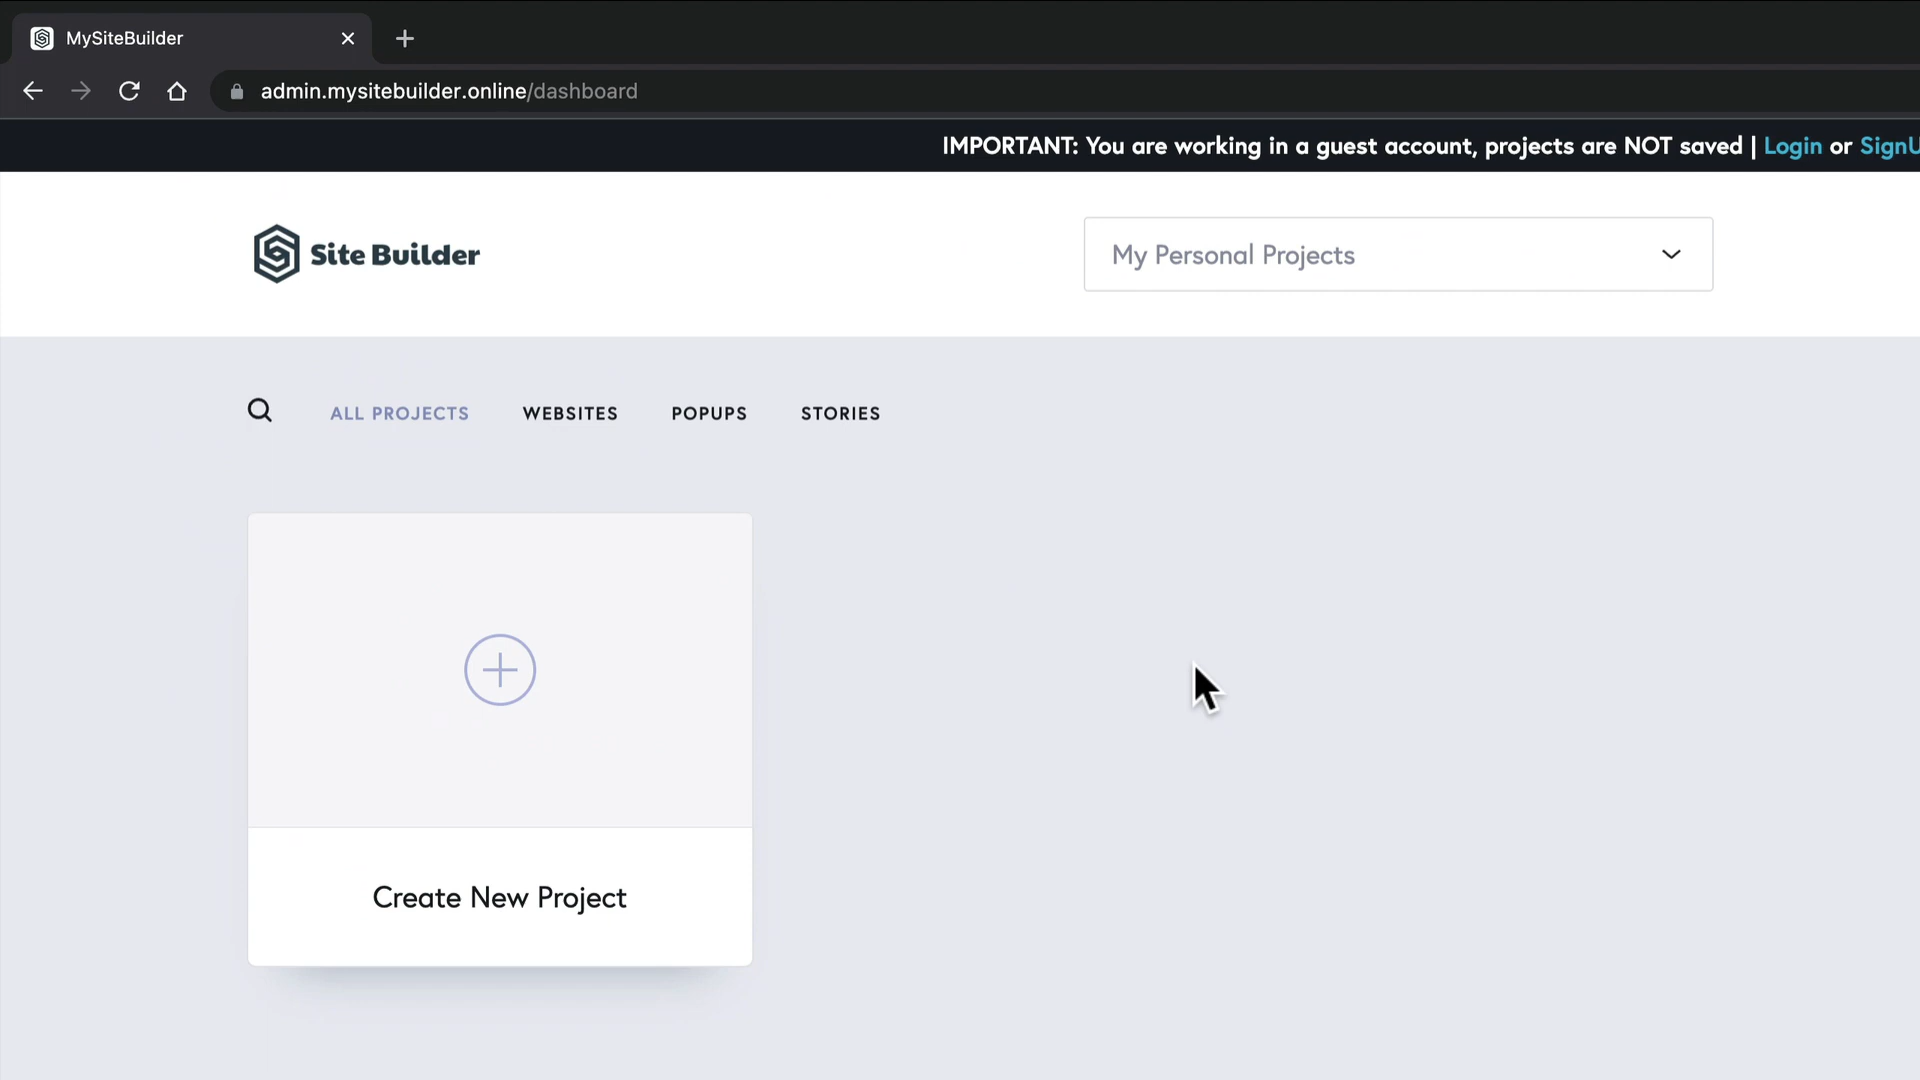 MySiteBuilder
admin.mysitebuilder.online/dashboard
IMPORTANT: You are working in a guest account, projects are NOT saved | Login or SignU
Site Builder
My Personal Projects
ALL PROJECTS WEBSITES POPUPS STORIES
Create New Project